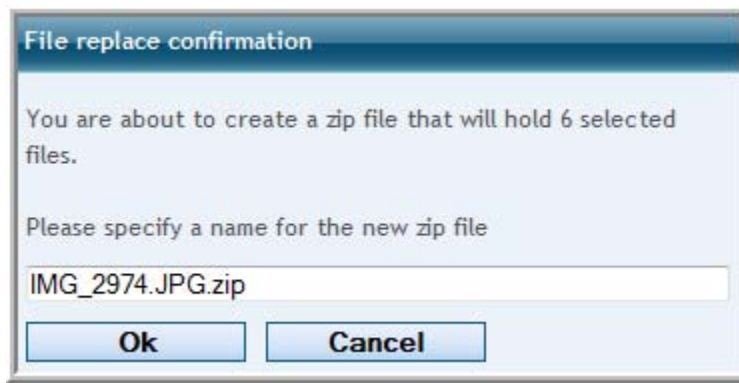 File replace confirmation
You are about to create a zip file that will hold 6 selected
files.
Please specify a name for the new zip file
IMG_2974.JPG.zip
Ok
Cancel